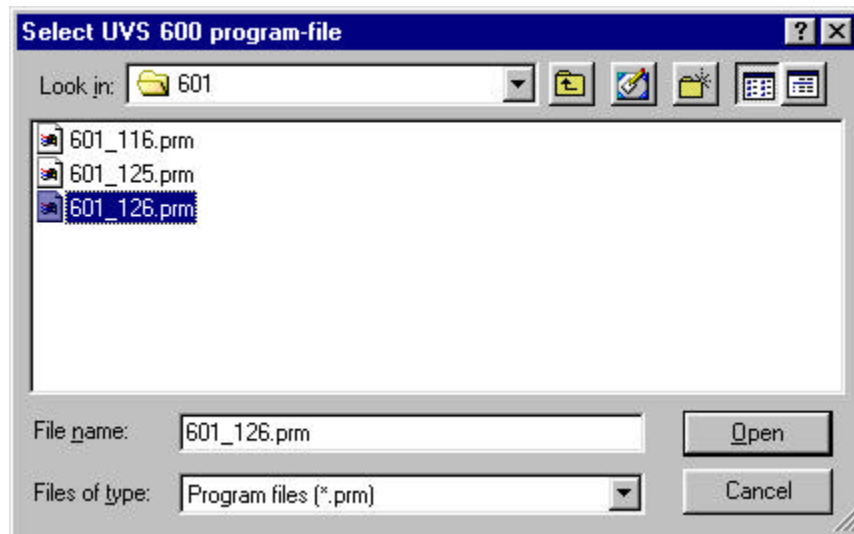 Select UVS 600 program-file
Look in: 601
601_116.prm
601_125.prm
601_126.prm
File name: 601_126.prm Open
Files of type: Program files (*.prm) Cancel